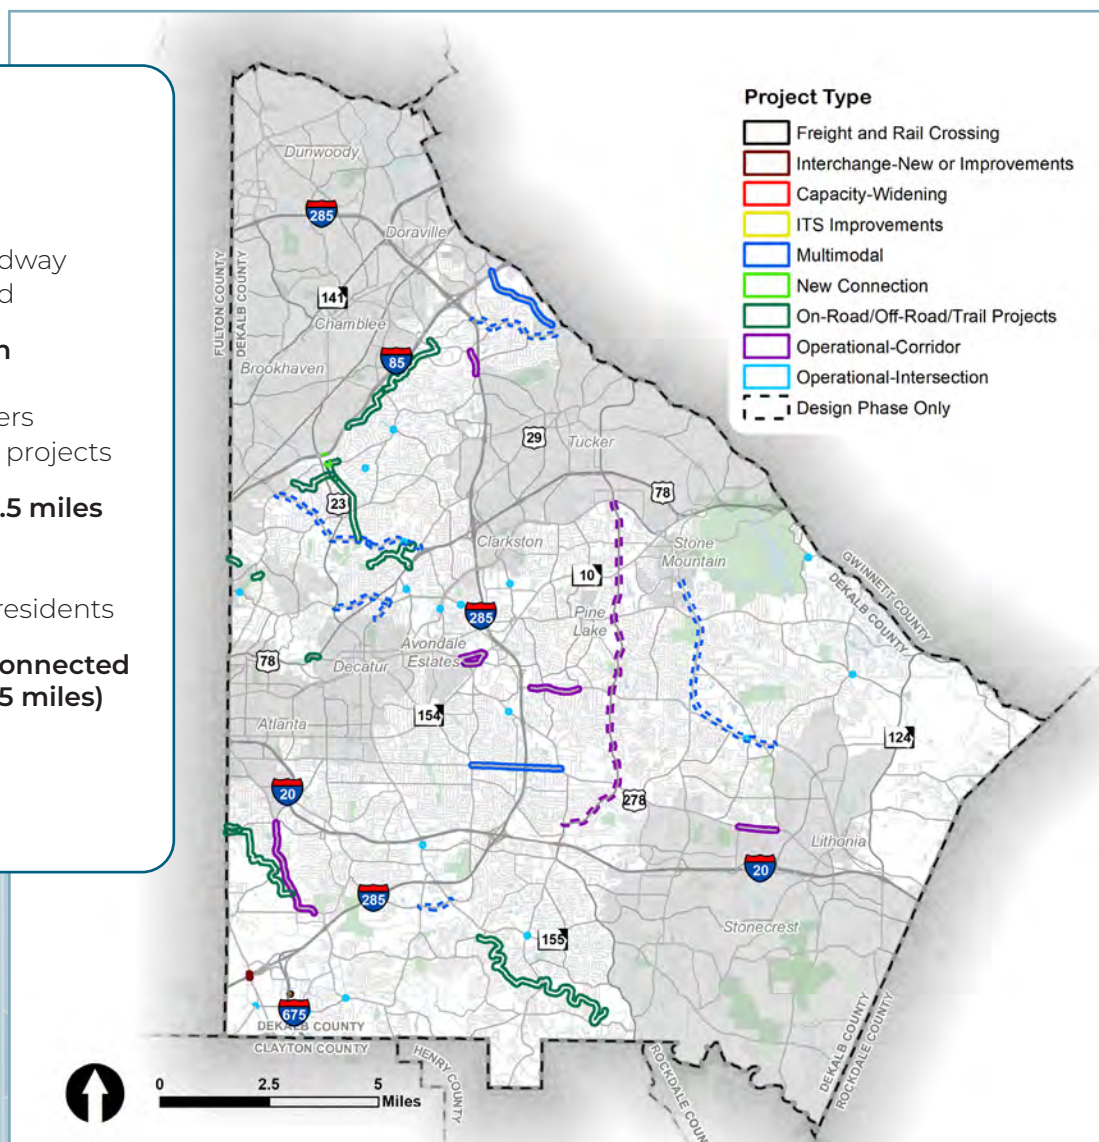 dway
d
n
ers
projects
.5 miles
residents
onnected
5 miles)
Project Type
Freight and Rail Crossing
Interchange-New or Improvements
Capacity-Widening
ITS Improvements
Multimodal
New Connection
On-Road/Off-Road/Trail Projects
Operational-Corridor
Operational-Intersection
Design Phase Only
Dunwoody
285
Doraville
FULTON COUNTY
DEKALB COUNTY
141
Chamblee
85
Brookhaven
29
Tucker
78
23
Clarkston
Stone
Mountain
10
GWINNETT COUNTY
DEKALB COUNTY
285
Pine
Lake
Avondale
Estates
78
Decatur
154
Atlanta
124
20
278
Lithonia
20
285
Stonecrest
155
675
DEKALB COUNTY
CLAYTON COUNTY
HENRY COUNTY
ROCKDALE COUN
DEKALB COUNTY
ROCKDALE COUNTY
0 2.5 5
Miles